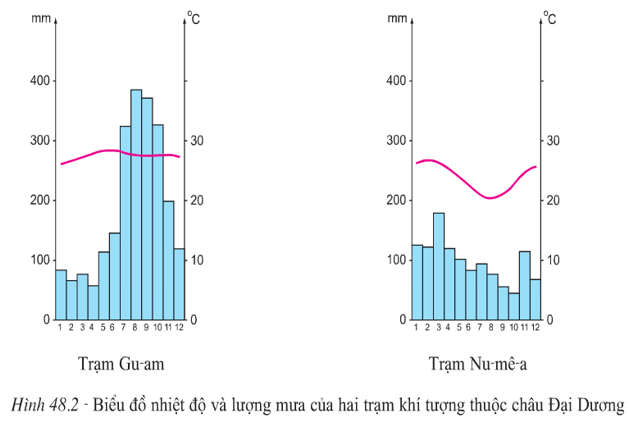 mm
°C
400
300
200
100
0
30
20
10
0
1 2 3 4 5 6 7 8 9 10 11 12
Trạm Gu-am
mm
°C
400
300
200
100
0
30
20
10
0
1 2 3 4 5 6 7 8 9 10 11 12
Trạm Nu-mê-a
Hình 48.2 - Biểu đồ nhiệt độ và lượng mưa của hai trạm khí tượng thuộc châu Đại Dương